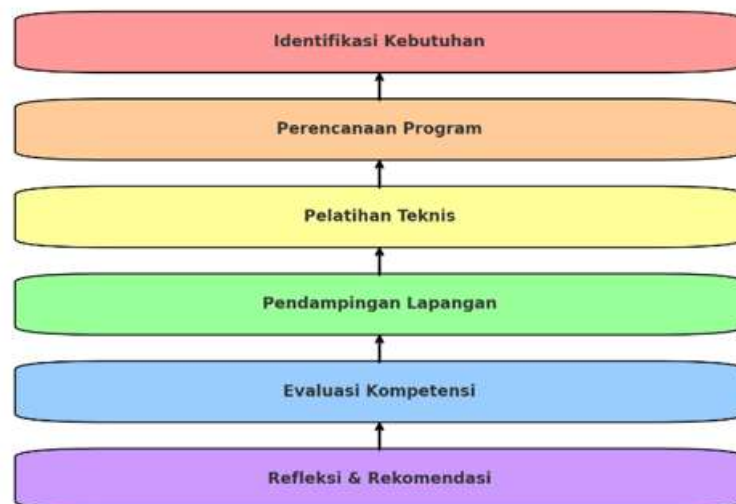 Identifikasi Kebutuhan
Perencanaan Program
Pelatihan Teknis
Pendampingan Lapangan
Evaluasi Kompetensi
Refleksi & Rekomendasi